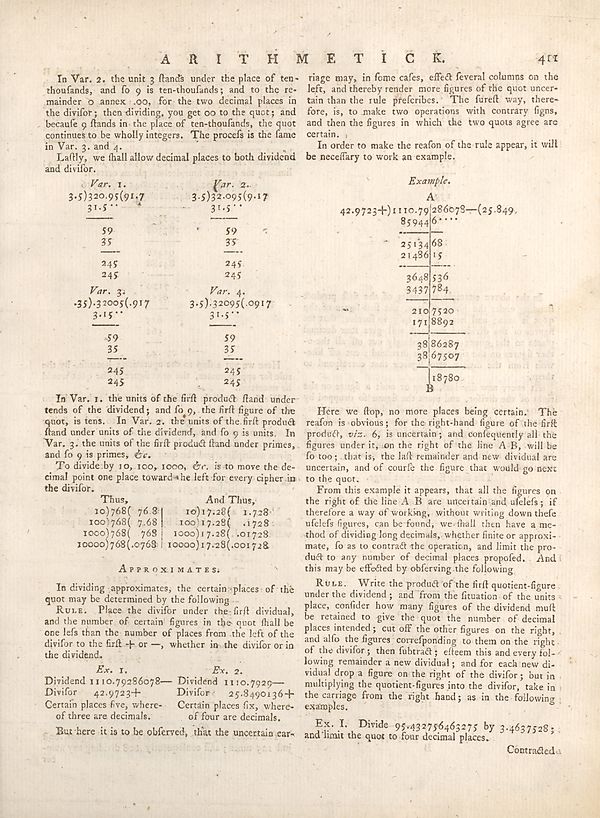 ARITHMETICK. 411
In Var. 2. the unit 3 ſtands under the place of ten-
thouſands, and ſo 9 is ten-thouſands; and to the re-
mainder 0 annex .00, for the two decimal places in
the diviſor; then dividing, you get 00 to the quot; and
becauſe 9 ſtands in the place of ten-thouſands, the quot
continues to be wholly integers. The proceſs is the ſame
in Var. 3. and 4.
Laſtly, we ſhall allow decimal places to both dividend
and diviſor.
Var. 1. Var. 2.
3.5)320.95(91.7 3.5)32.095(9.17
31.5·· 31.5··
59 59
35 35
245 245
245 245
Var. 3. Var. 4.
.35).32005(.917 3.5).32095(.0917
3.15·· 31.5··
59 59
35 35
245 245
245 245
In Var. 1. the units of the firſt product ſtand under
tends of the dividend; and ſo 9, the firſt figure of the
quot, is tens. In Var. 2. the units of the firſt product
ſtand under units of the dividend, and ſo 9 is units. In
Var. 3. the units of the firſt product ſtand under primes,
and ſo 9 is primes, &c.
To divide by 10, 100, 1000, &c. is to move the de-
cimal point one place toward the left for every cipher in
the diviſor.
Thus, And Thus,
10)768( 76.8 10)17.28( 1.728
100)768( 7.68 100)17.28( .1728
1000)768( 768 1000)17.28( .01728
10000)768(.0768 10000)17.28(.001728
APPROXIMATES.
In dividing approximates, the certain places of the
quot may be determined by the following
RULE. Place the diviſor under the firſt dividual,
and the number of certain figures in the quot ſhall be
one leſs than the number of places from the left of the
diviſor to the firſt + or —, whether in the diviſor or in
the dividend.
Ex. 1. Ex. 2.
Dividend 1110.79286078— Dividend 1110.7929—
Diviſor 42.9723+ Diviſor 25.8490136+
Certain places five, where- Certain places ſix, where-
of three are decimals. of four are decimals.
But here it is to be obſerved, that the uncertain car-
riage may, in ſome caſes, effect ſeveral columns on the
left, and thereby render more figures of the quot uncer-
tain than the rule preſcribes. The ſureſt way, there-
fore, is, to make two operations with contrary ſigns,
and then the figures in which the two quots agree are
certain.
In order to make the reaſon of the rule appear, it will
be neceſſary to work an example.
Example.
A
42.9723+)1110.79 286078—(25.849.
85944 6····
25134 68
21486 15
3648 536
3437 784
210 7520
171 8892
38 86287
38 67507
18780
B
Here we ſtop, no more places being certain. The
reaſon is obvious; for the right-hand figure of the firſt
product, viz. 6, is uncertain; and conſequently all the
figures under it, on the right of the line A B, will be
ſo too; that is, the laſt remainder and new dividual are
uncertain, and of courſe the figure that would go next
to the quot.
From this example it appears, that all the figures on
the right of the line A B are uncertain and uſeleſs; if
therefore a way of working, without writing down theſe
uſeleſs figures, can be found, we ſhall then have a me-
thod of dividing long decimals, whether finite or approxi-
mate, ſo as to contract the operation, and limit the pro-
duct to any number of decimal places propoſed. And
this may be effected by obſerving the following
RULE. Write the product of the firſt quotient-figure
under the dividend; and from the ſituation of the units
place, conſider how many figures of the dividend muſt
be retained to give the quot the number of decimal
places intended; cut off the other figures on the right,
and alſo the figures correſponding to them on the right
of the diviſor; then ſubtract; eſteem this and every fol-
lowing remainder a new dividual; and for each new di-
vidual drop a figure on the right of the diviſor; but in
multiplying the quotient-figures into the diviſor, take in
the carriage from the right hand; as in the following
examples.
Ex. I. Divide 95.432756463275 by 3.4637528;
and limit the quot to four decimal places.
Contracted